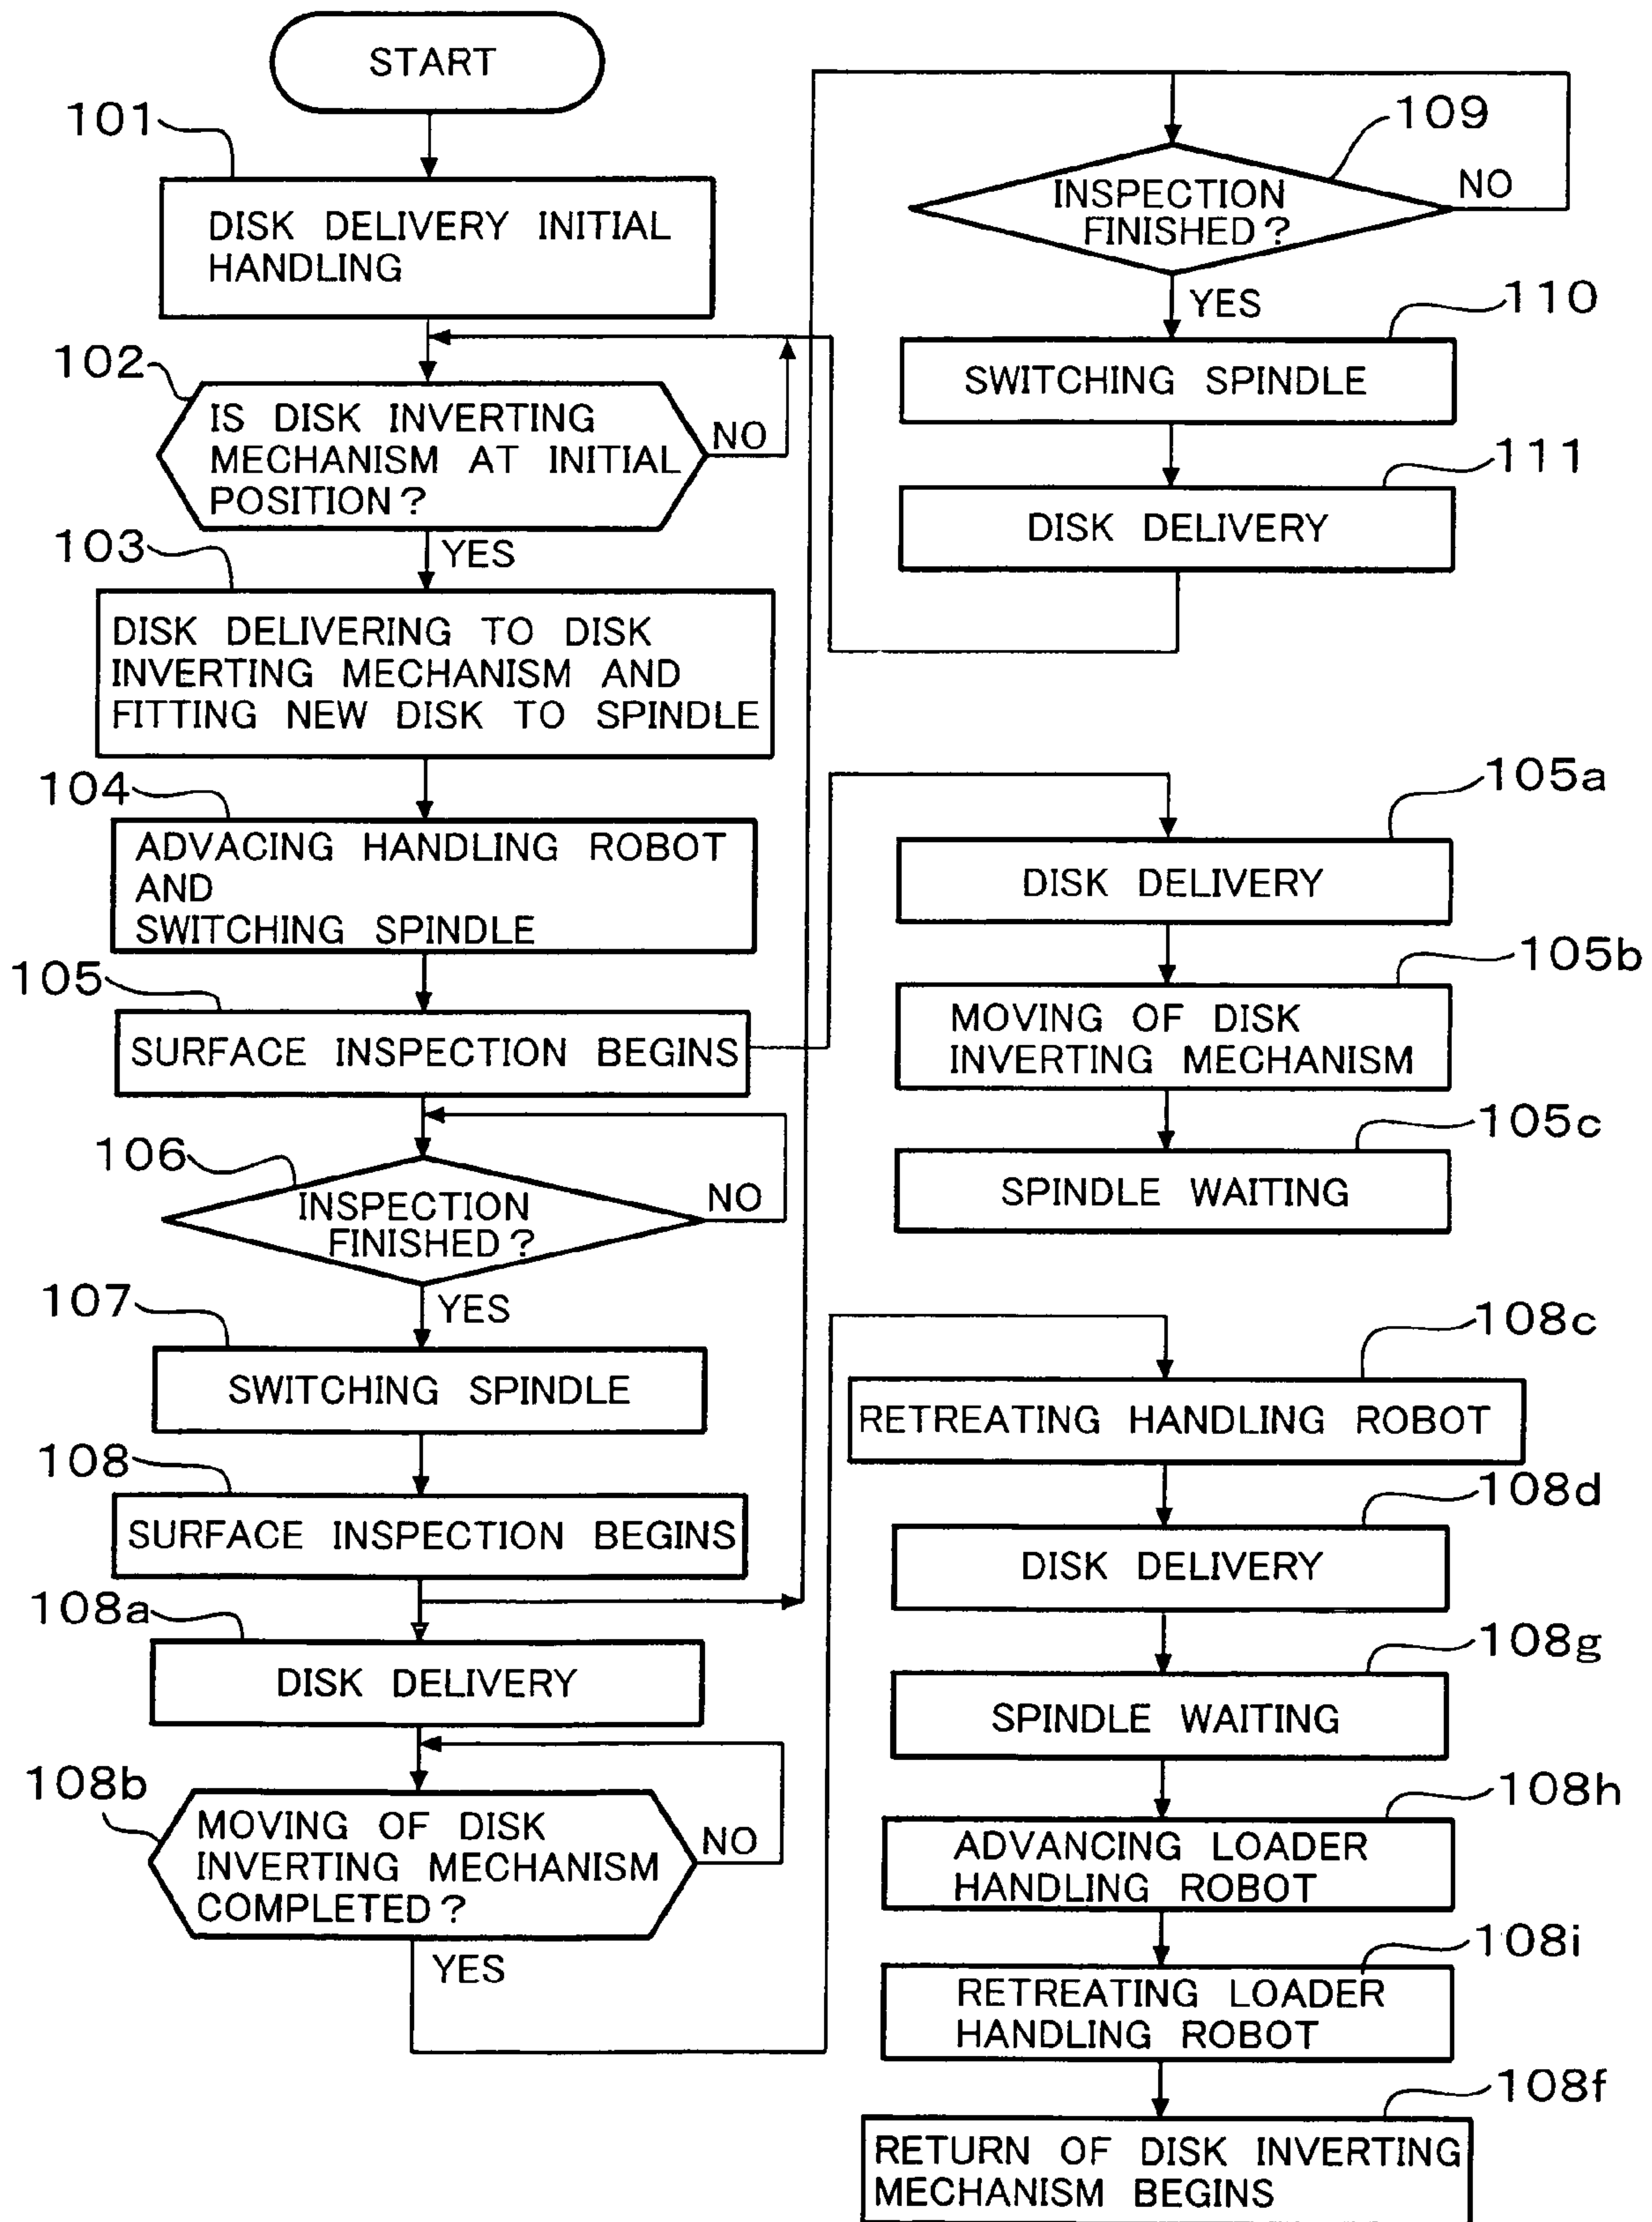 START
101
DISK DELIVERY INITIAL
HANDLING
102
IS DISK INVERTING
MECHANISM AT INITIAL
POSITION?
NO
YES
103
DISK DELIVERING TO DISK
INVERTING MECHANISM AND
FITTING NEW DISK TO SPINDLE
104
ADVACING HANDLING ROBOT
AND
SWITCHING SPINDLE
105
SURFACE INSPECTION BEGINS
106
INSPECTION
FINISHED?
NO
YES
107
SWITCHING SPINDLE
108
SURFACE INSPECTION BEGINS
108a
DISK DELIVERY
108b
MOVING OF DISK
INVERTING MECHANISM
COMPLETED?
NO
YES
109
INSPECTION
FINISHED?
NO
YES
110
SWITCHING SPINDLE
111
DISK DELIVERY
105a
DISK DELIVERY
105b
MOVING OF DISK
INVERTING MECHANISM
105c
SPINDLE WAITING
108c
RETREATING HANDLING ROBOT
108d
DISK DELIVERY
108g
SPINDLE WAITING
108h
ADVANCING LOADER
HANDLING ROBOT
108i
RETREATING LOADER
HANDLING ROBOT
108f
RETURN OF DISK INVERTING
MECHANISM BEGINS